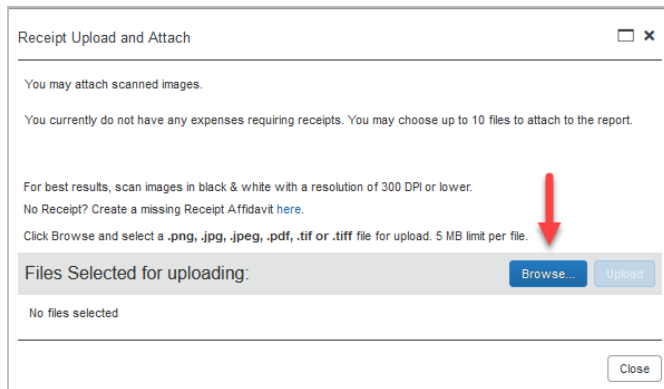 Receipt Upload and Attach
You may attach scanned images.
You currently do not have any expenses requiring receipts. You may choose up to 10 files to attach to the report.
For best results, scan images in black & white with a resolution of 300 DPI or lower.
No Receipt? Create a missing Receipt Affidavit here.
Click Browse and select a .png, .jpg, .jpeg, .pdf, .tif or .tiff file for upload. 5 MB limit per file.
Files Selected for uploading:
Browse...
Upload
No files selected
Close